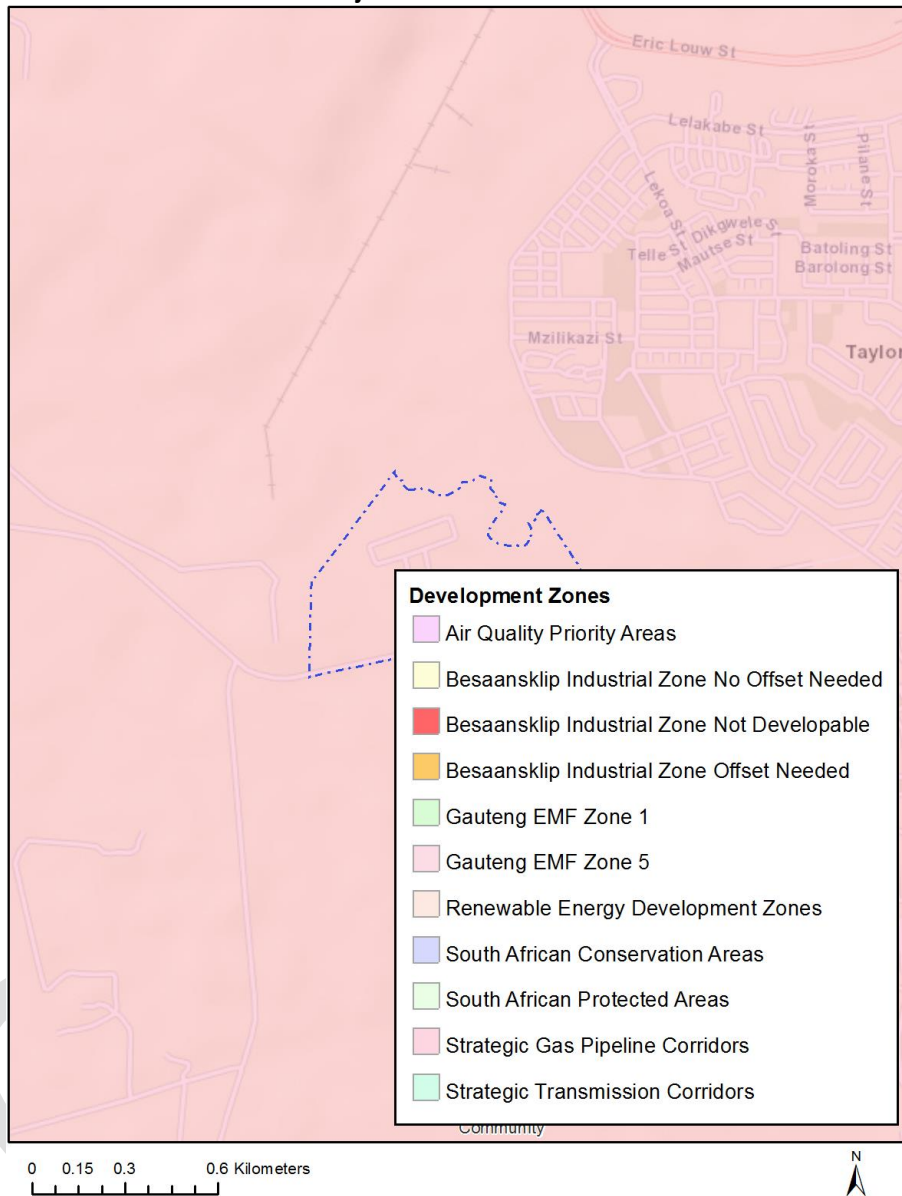 Eric Louw St
Lelakabe St
Moroka St
Pilane St
Lekoa St
Dikgwele St
Telle St
Mautse St
Batoling St
Barolong St
Mzilikazi St
Taylor
Development Zones
Air Quality Priority Areas
Besaansklip Industrial Zone No Offset Needed
Besaansklip Industrial Zone Not Developable
Besaansklip Industrial Zone Offset Needed
Gauteng EMF Zone 1
Gauteng EMF Zone 5
Renewable Energy Development Zones
South African Conservation Areas
South African Protected Areas
Strategic Gas Pipeline Corridors
Strategic Transmission Corridors
Community
0 0.15 0.3 0.6 Kilometers
N